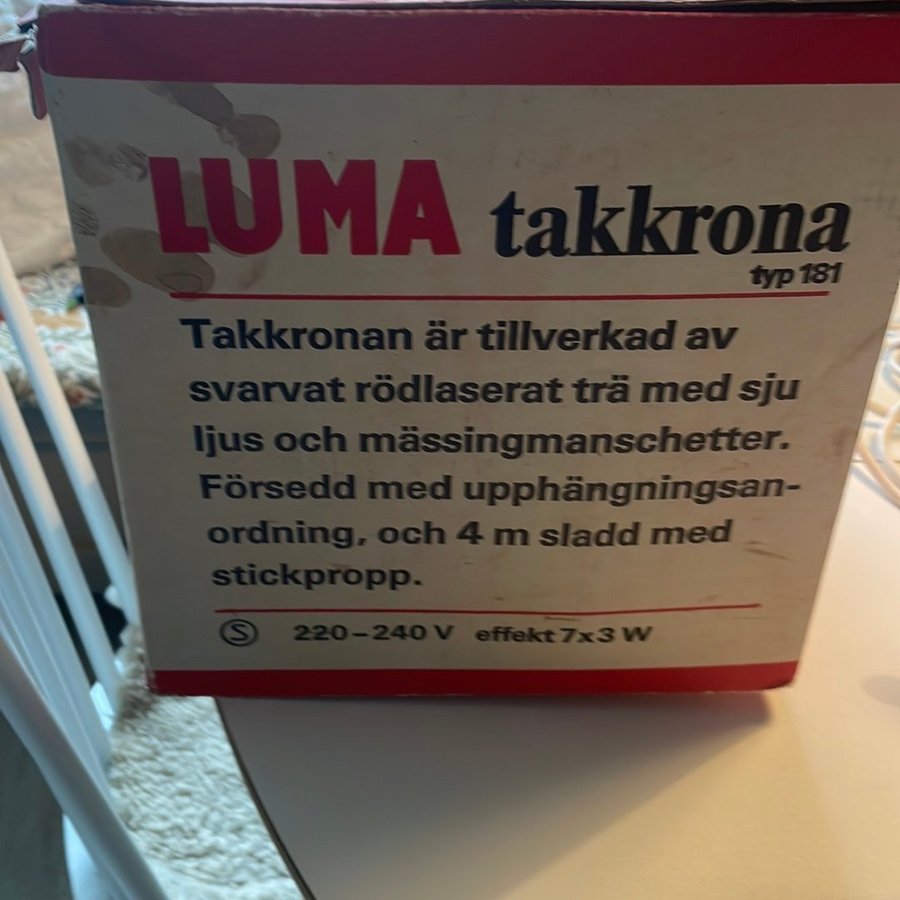 LUMA takkrona
typ 181
Takkronan är tillverkad av
svarvat rödlaserat trä med sju
ljus och mässingmanschetter.
Försedd med upphängningsan-
ordning, och 4 m sladd med
stickpropp.
Ⓢ 220–240 V effekt 7x3 W